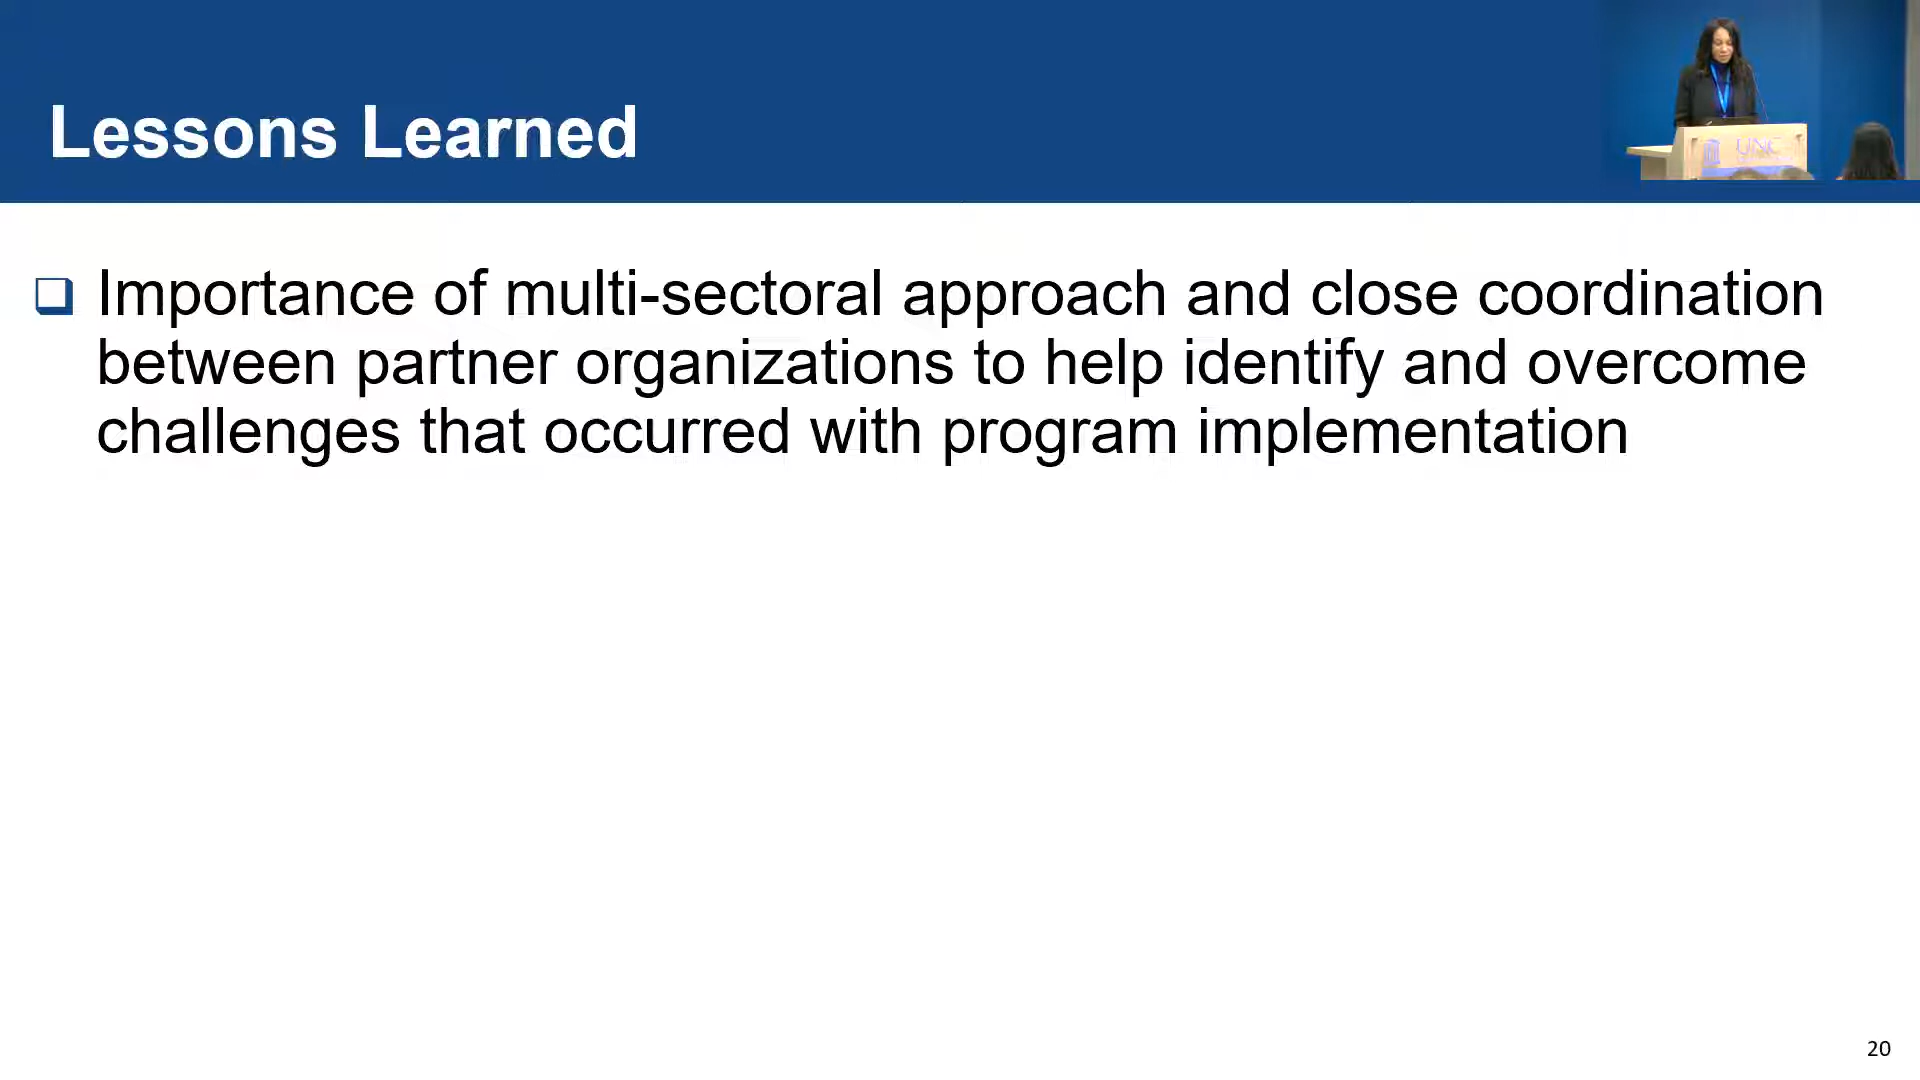 Lessons Learned
UNC
❑ Importance of multi-sectoral approach and close coordination
between partner organizations to help identify and overcome
challenges that occurred with program implementation
20